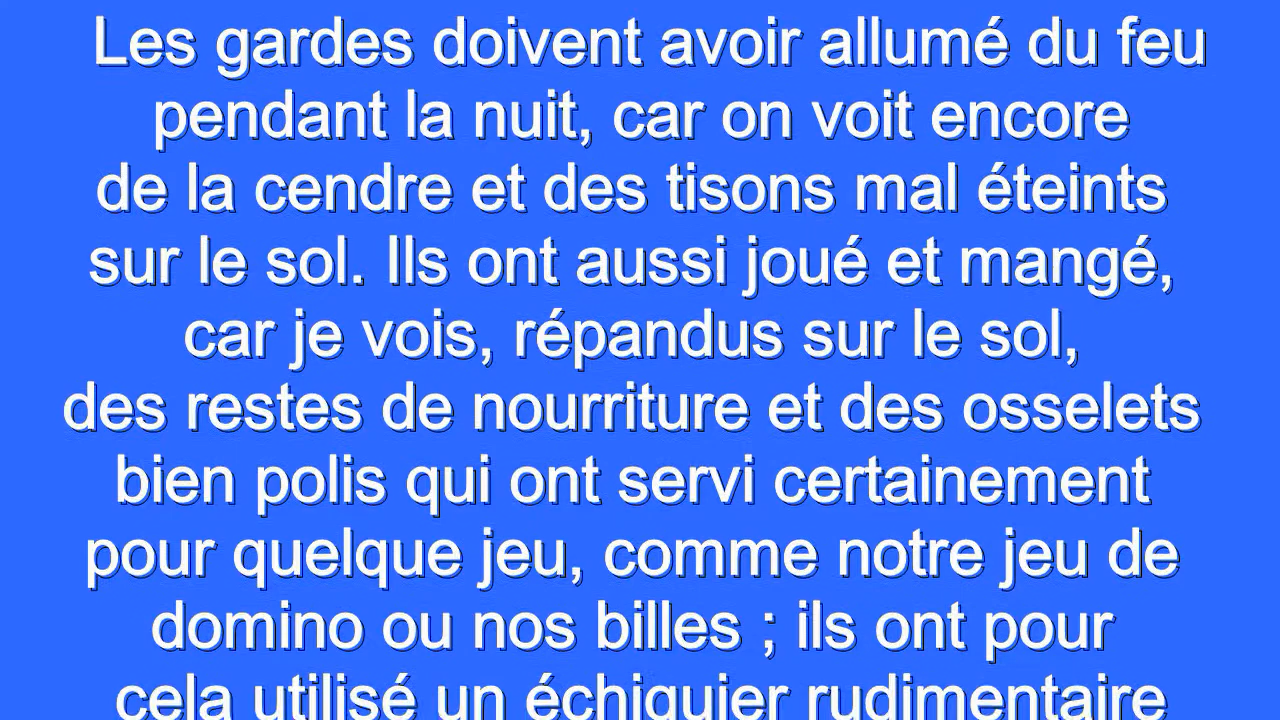 Les gardes doivent avoir allumé du feu
pendant la nuit, car on voit encore
de la cendre et des tisons mal éteints
sur le sol. Ils ont aussi joué et mangé,
car je vois, répandus sur le sol,
des restes de nourriture et des osselets
bien polis qui ont servi certainement
pour quelque jeu, comme notre jeu de
domino ou nos billes ; ils ont pour
cela utilisé un échiquier rudimentaire